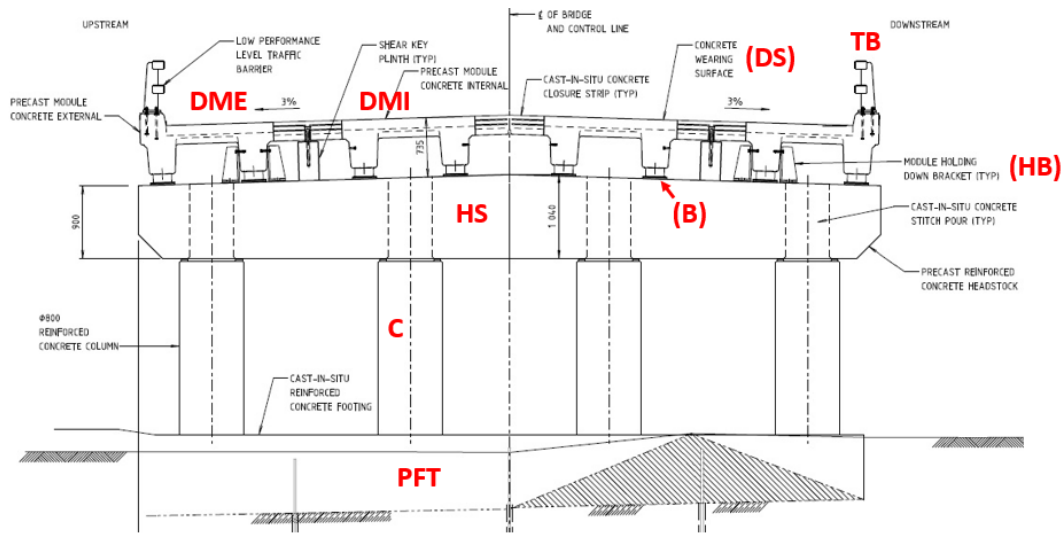 UPSTREAM
℄ OF BRIDGE
AND CONTROL LINE
DOWNSTREAM
LOW PERFORMANCE
LEVEL TRAFFIC
BARRIER
SHEAR KEY
PLINTH (TYP)
PRECAST MODULE
CONCRETE INTERNAL
CONCRETE
WEARING
SURFACE
(DS)
TB
CAST-IN-SITU CONCRETE
CLOSURE STRIP (TYP)
PRECAST MODULE
CONCRETE EXTERNAL
DME
3%
DMI
3%
735
MODULE HOLDING
DOWN BRACKET (TYP)
(HB)
900
HS
1 040
(B)
CAST-IN-SITU CONCRETE
STITCH POUR (TYP)
PRECAST REINFORCED
CONCRETE HEADSTOCK
Φ800
REINFORCED
CONCRETE COLUMN
C
CAST-IN-SITU
REINFORCED
CONCRETE FOOTING
PFT